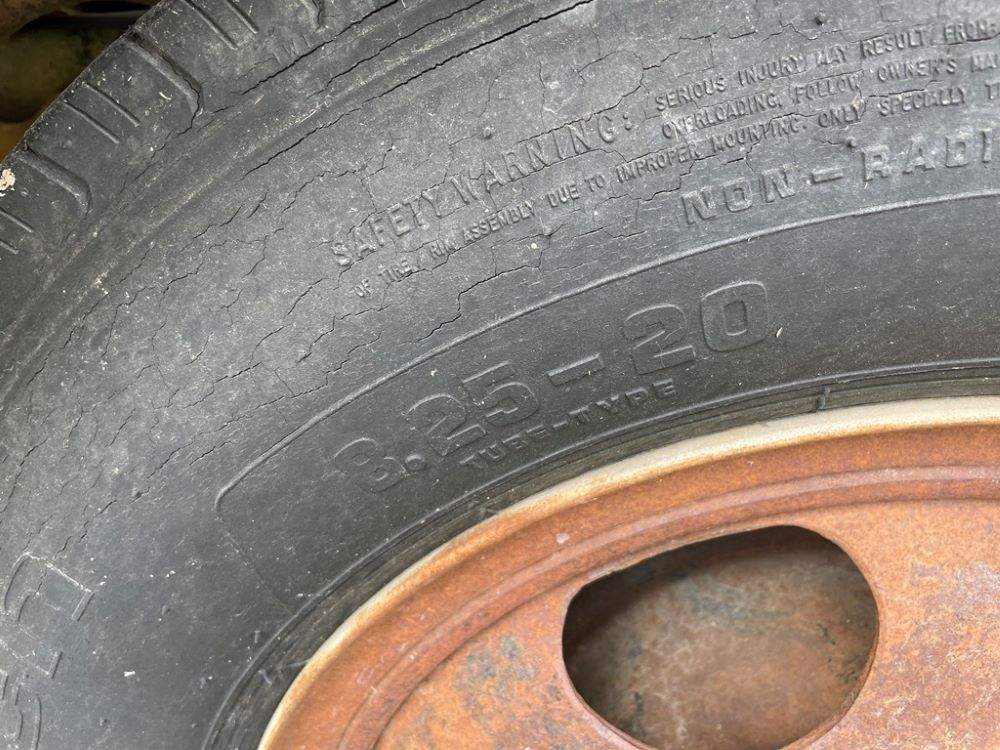 SAFETY WARNING: SERIOUS INJURY MAY RESULT FROM:
OVERLOADING, FOLLOW OWNER'S
OF TIRE/RIM ASSEMBLY DUE TO IMPROPER MOUNTING. ONLY SPECIALLY
NON-RADI
8.25-20
TUBE-TYPE